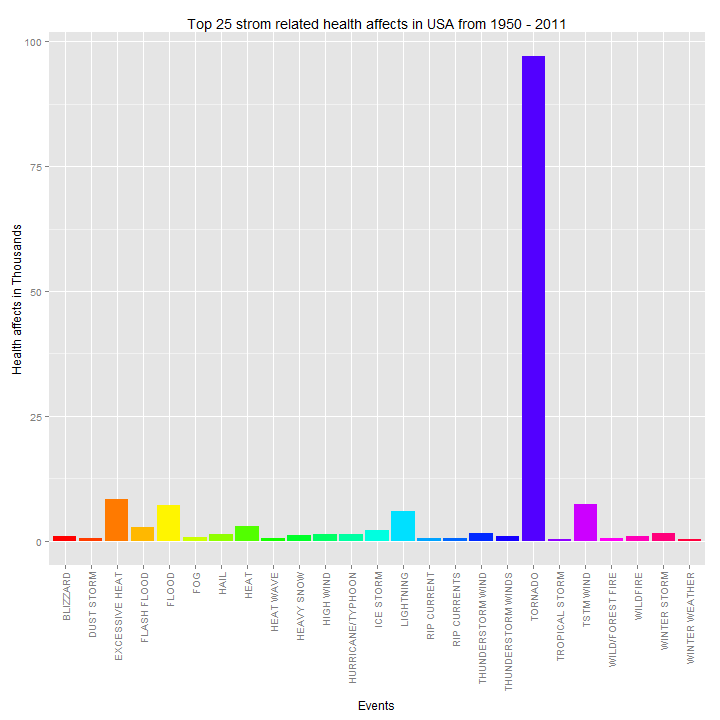 Top 25 strom related health affects in USA from 1950 - 2011
Health affects in Thousands
100
75
50
25
0
BLIZZARD
DUST STORM
EXCESSIVE HEAT
FLASH FLOOD
FLOOD
FOG
HAIL
HEAT
HEAT WAVE
HEAVY SNOW
HIGH WIND
HURRICANE/TYPHOON
ICE STORM
LIGHTNING
RIP CURRENT
RIP CURRENTS
THUNDERSTORM WIND
THUNDERSTORM WINDS
TORNADO
TROPICAL STORM
TSTM WIND
WILD/FOREST FIRE
WILDFIRE
WINTER STORM
WINTER WEATHER
Events